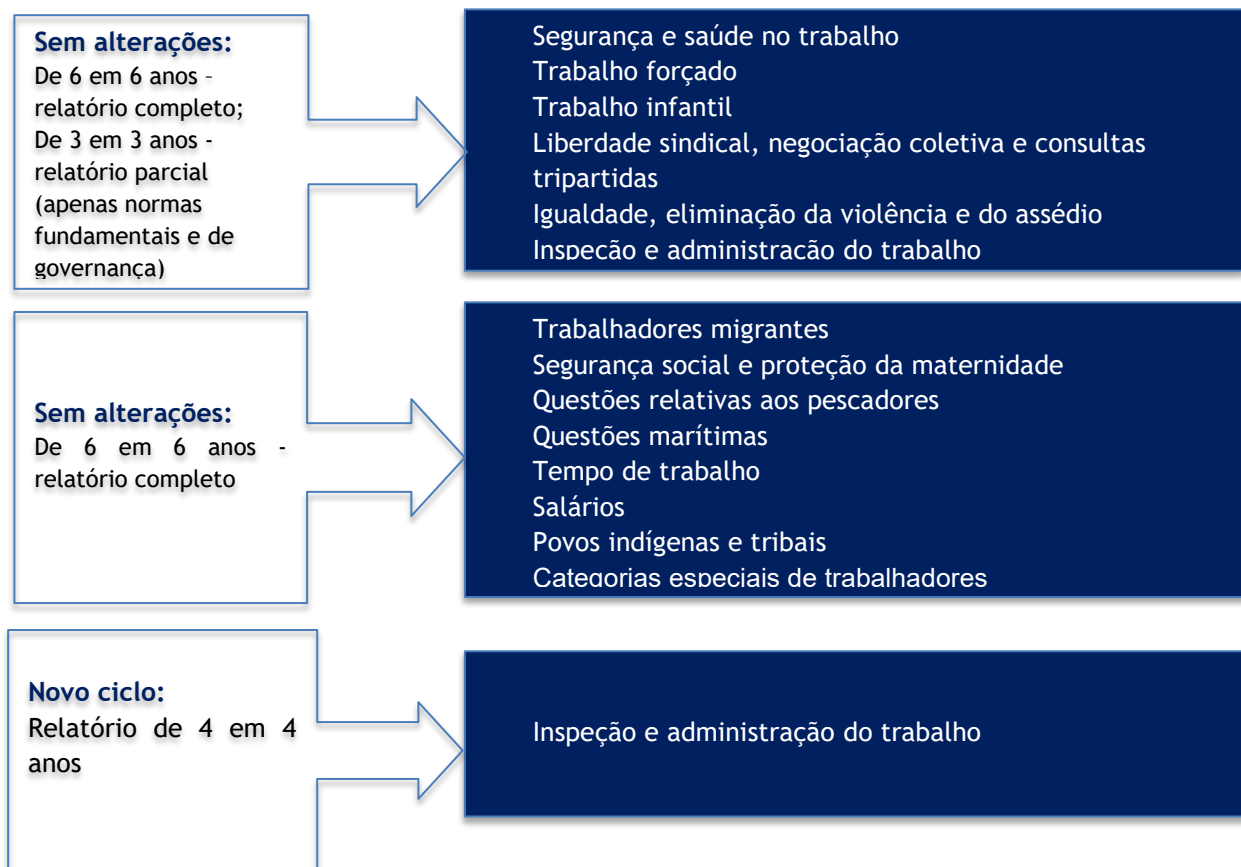 Sem alterações:
De 6 em 6 anos –
relatório completo;
De 3 em 3 anos -
relatório parcial
(apenas normas
fundamentais e de
governança)
Segurança e saúde no trabalho
Trabalho forçado
Trabalho infantil
Liberdade sindical, negociação coletiva e consultas
tripartidas
Igualdade, eliminação da violência e do assédio
Inspeção e administração do trabalho
Sem alterações:
De 6 em 6 anos -
relatório completo
Trabalhadores migrantes
Segurança social e proteção da maternidade
Questões relativas aos pescadores
Questões marítimas
Tempo de trabalho
Salários
Povos indígenas e tribais
Categorias especiais de trabalhadores
Novo ciclo:
Relatório de 4 em 4
anos
Inspeção e administração do trabalho